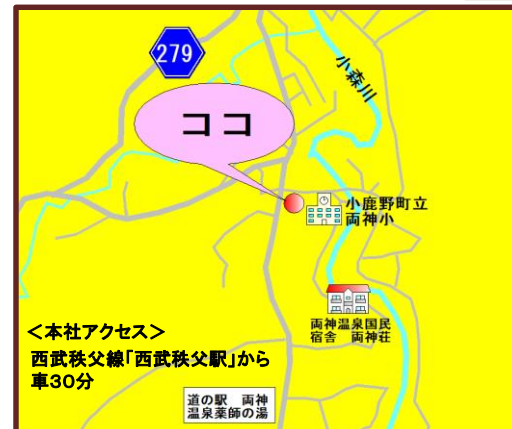 279
小森川
ココ
小鹿野町立
両神小
両神温泉国民
宿舎　両神荘
＜本社アクセス＞
西武秩父線「西武秩父駅」から
車３０分
道の駅　両神
温泉薬師の湯